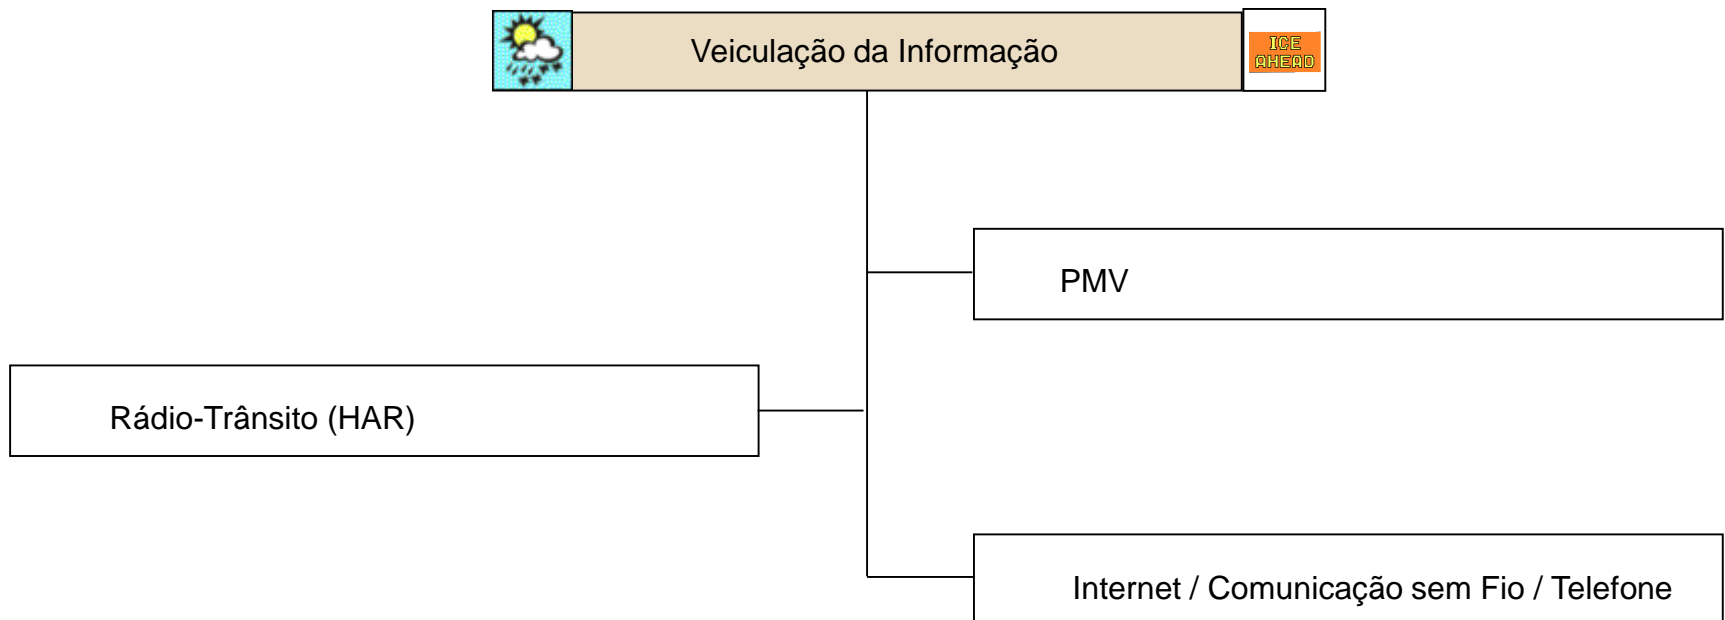 Veiculação da Informação
ICE
AHEAD
PMV
Rádio-Trânsito (HAR)
Internet / Comunicação sem Fio / Telefone